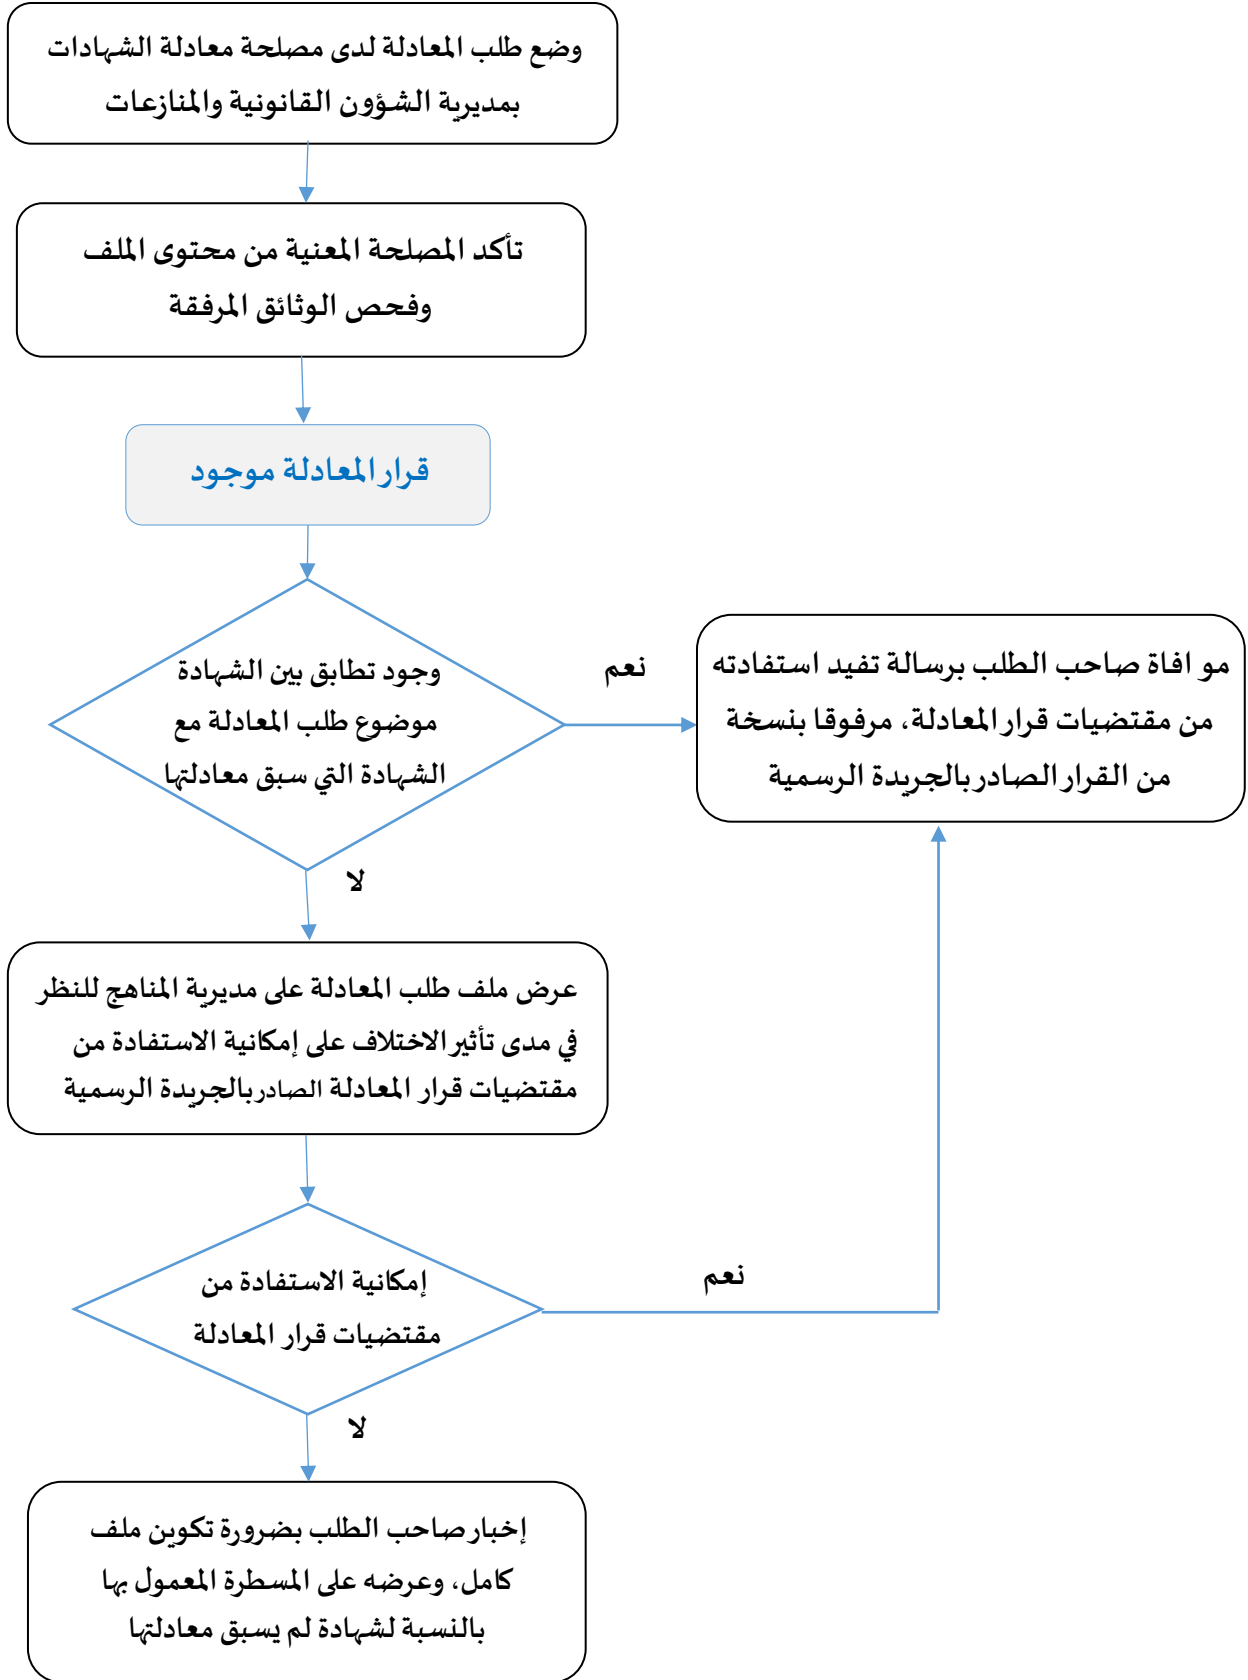 وضع طلب المعادلة لدى مصلحة معادلة الشهادات
بمديرية الشؤون القانونية والمنازعات
تأكد المصلحة المعنية من محتوى الملف
وفحص الوثائق المرفقة
قرار المعادلة موجود
وجود تطابق بين الشهادة
موضوع طلب المعادلة مع
الشهادة التي سبق معادلتها
نعم
مو افاة صاحب الطلب برسالة تفيد استفادته
من مقتضيات قرار المعادلة، مرفوقا بنسخة
من القرار الصادر بالجريدة الرسمية
لا
عرض ملف طلب المعادلة على مديرية المناهج للنظر
في مدى تأثير الاختلاف على إمكانية الاستفادة من
مقتضيات قرار المعادلة الصادر بالجريدة الرسمية
إمكانية الاستفادة من
مقتضيات قرار المعادلة
نعم
لا
إخبار صاحب الطلب بضرورة تكوين ملف
كامل، وعرضه على المسطرة المعمول بها
بالنسبة لشهادة لم يسبق معادلتها